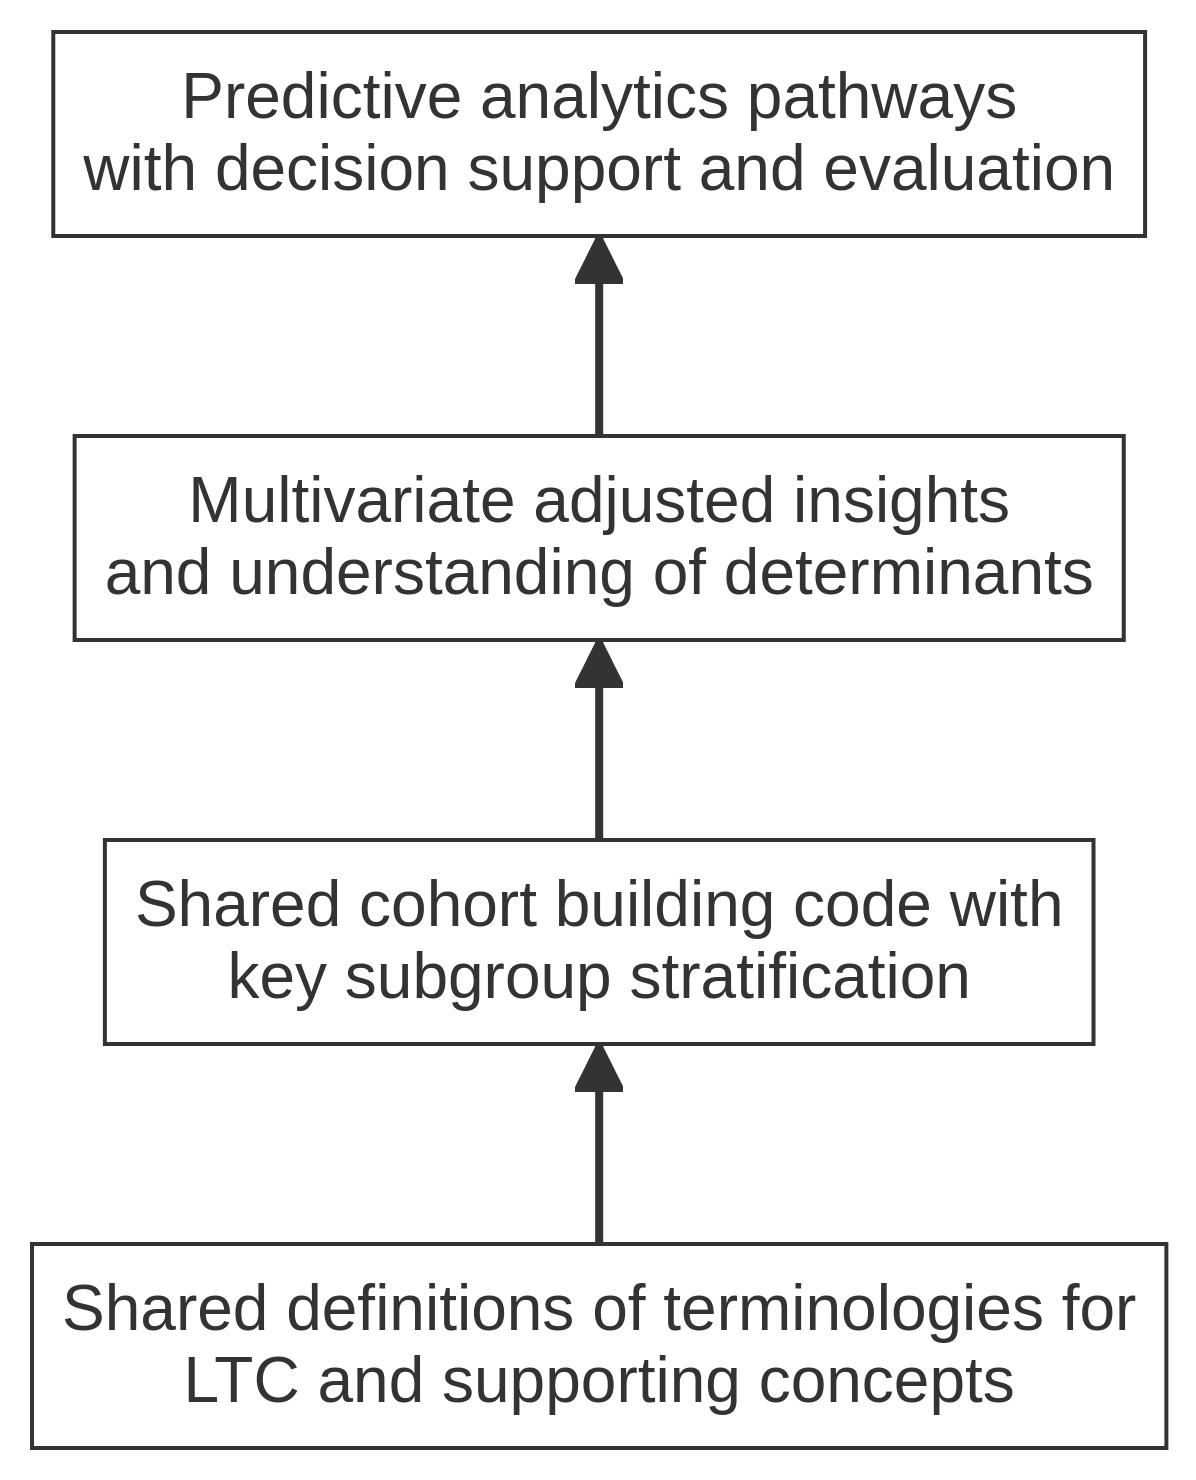 Predictive analytics pathways
with decision support and evaluation
Multivariate adjusted insights
and understanding of determinants
Shared cohort building code with
key subgroup stratification
Shared definitions of terminologies for
LTC and supporting concepts